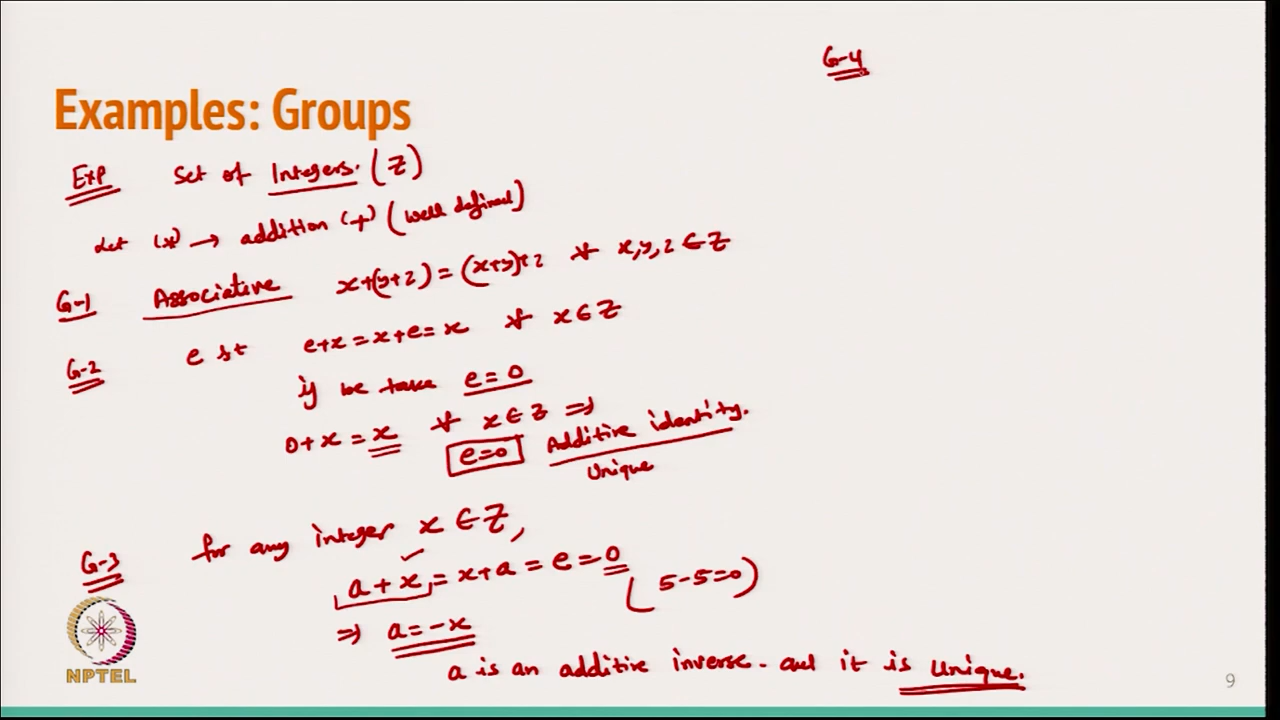 G-4
Examples: Groups
Exp Set of Integers. (Z)
Let (*) → addition (+) (well defined)
G-1 Associative x+(y+z) = (x+y)+z ∀ x,y,z ∈ Z
G-2 e st e+x = x+e = x ∀ x ∈ Z
if be take e=0
0+x = x ∀ x ∈ Z ⇒
e=0 Additive identity.
Unique
G-3 for any integer x ∈ Z,
a + x = x + a = e = 0 (5-5=0)
⇒ a = -x
a is an additive inverse. and it is unique.
NPTEL
9